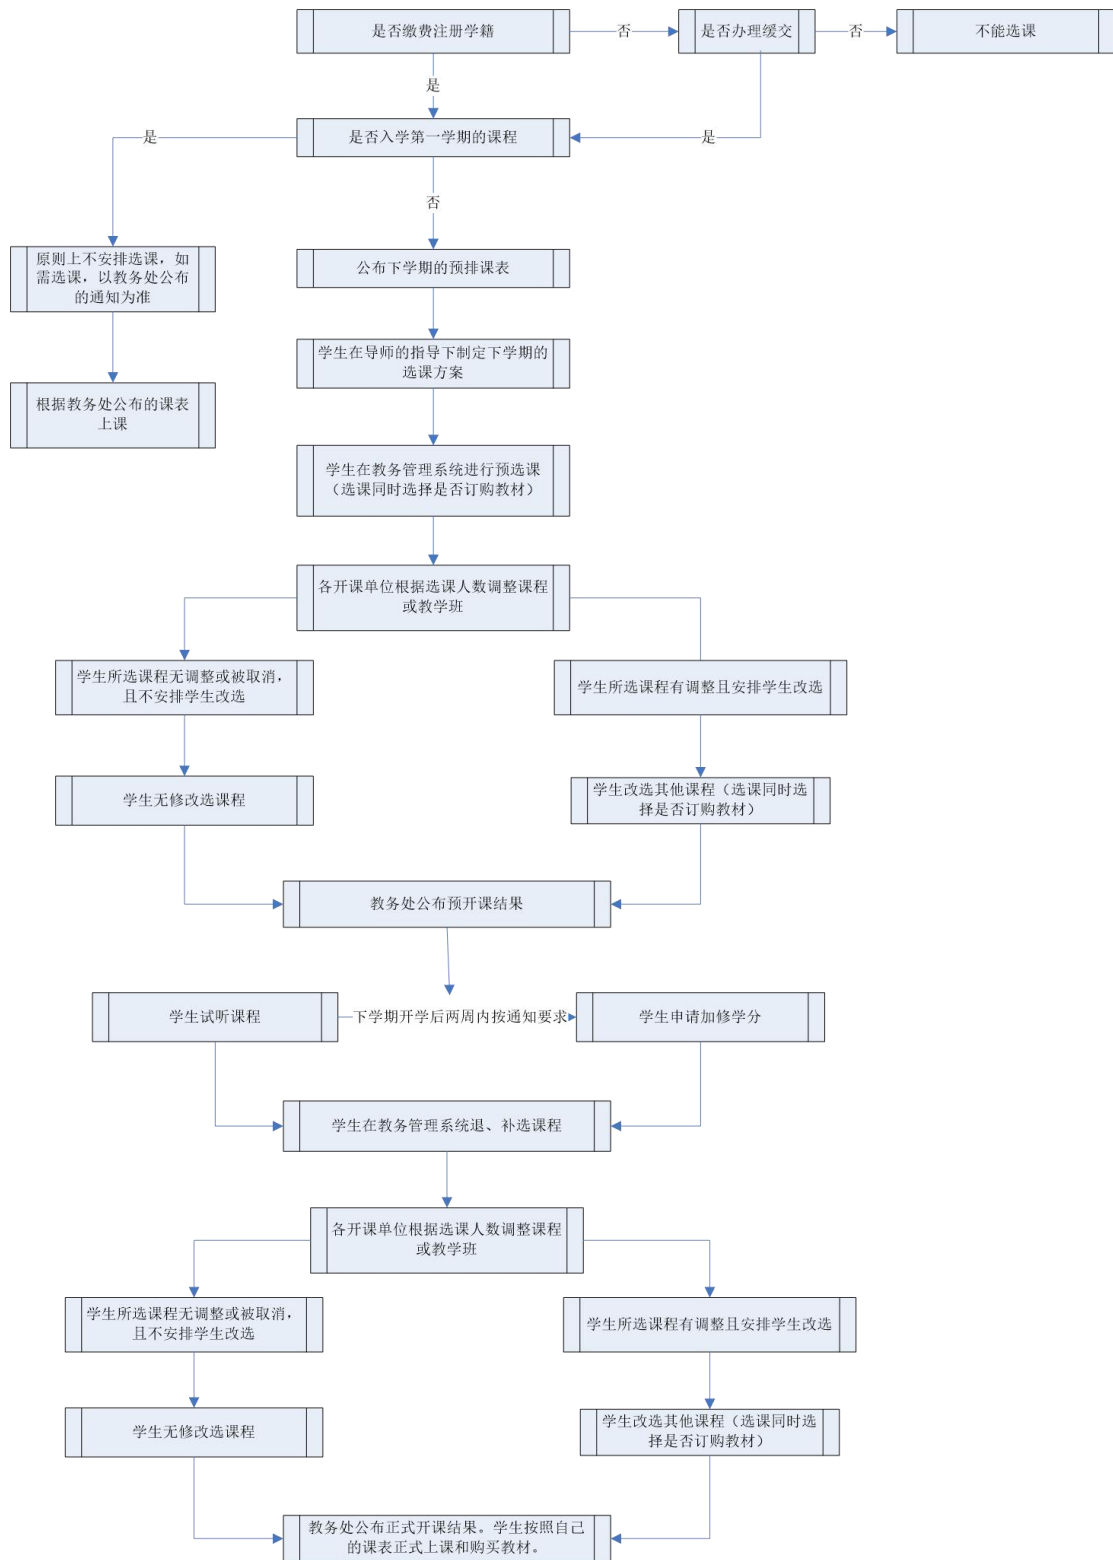 是否缴费注册学籍
否
是否办理缓交
否
不能选课
是
是
是否入学第一学期的课程
是
否
原则上不安排选课，如
需选课，以教务处公布
的通知为准
公布下学期的预排课表
学生在导师的指导下制定下学期的
选课方案
根据教务处公布的课表
上课
学生在教务管理系统进行预选课
（选课同时选择是否订购教材）
各开课单位根据选课人数调整课程
或教学班
学生所选课程无调整或被取消，
且不安排学生改选
学生所选课程有调整且安排学生改选
学生无修改选课程
学生改选其他课程（选课同时选
择是否订购教材）
教务处公布预开课结果
学生试听课程
下学期开学后两周内按通知要求
学生申请加修学分
学生在教务管理系统退、补选课程
各开课单位根据选课人数调整课程
或教学班
学生所选课程无调整或被取消，
且不安排学生改选
学生所选课程有调整且安排学生改选
学生无修改选课程
学生改选其他课程（选课同时选
择是否订购教材）
教务处公布正式开课结果。学生按照自己
的课表正式上课和购买教材。